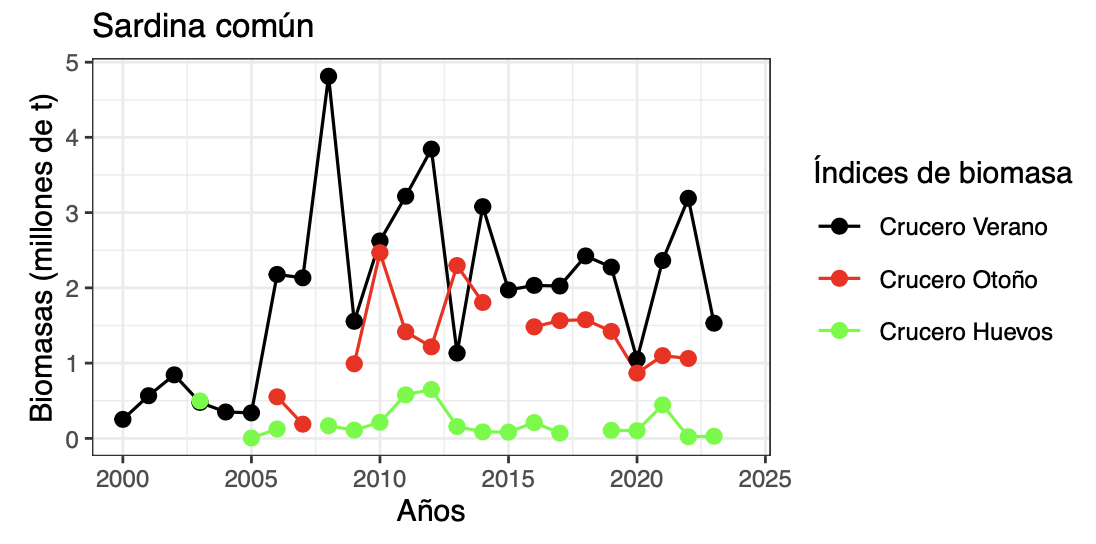 Sardina común
Biomasas (millones de t)
5
4
3
2
1
0
2000 2005 2010 2015 2020 2025
Años
Índices de biomasa
Crucero Verano
Crucero Otoño
Crucero Huevos